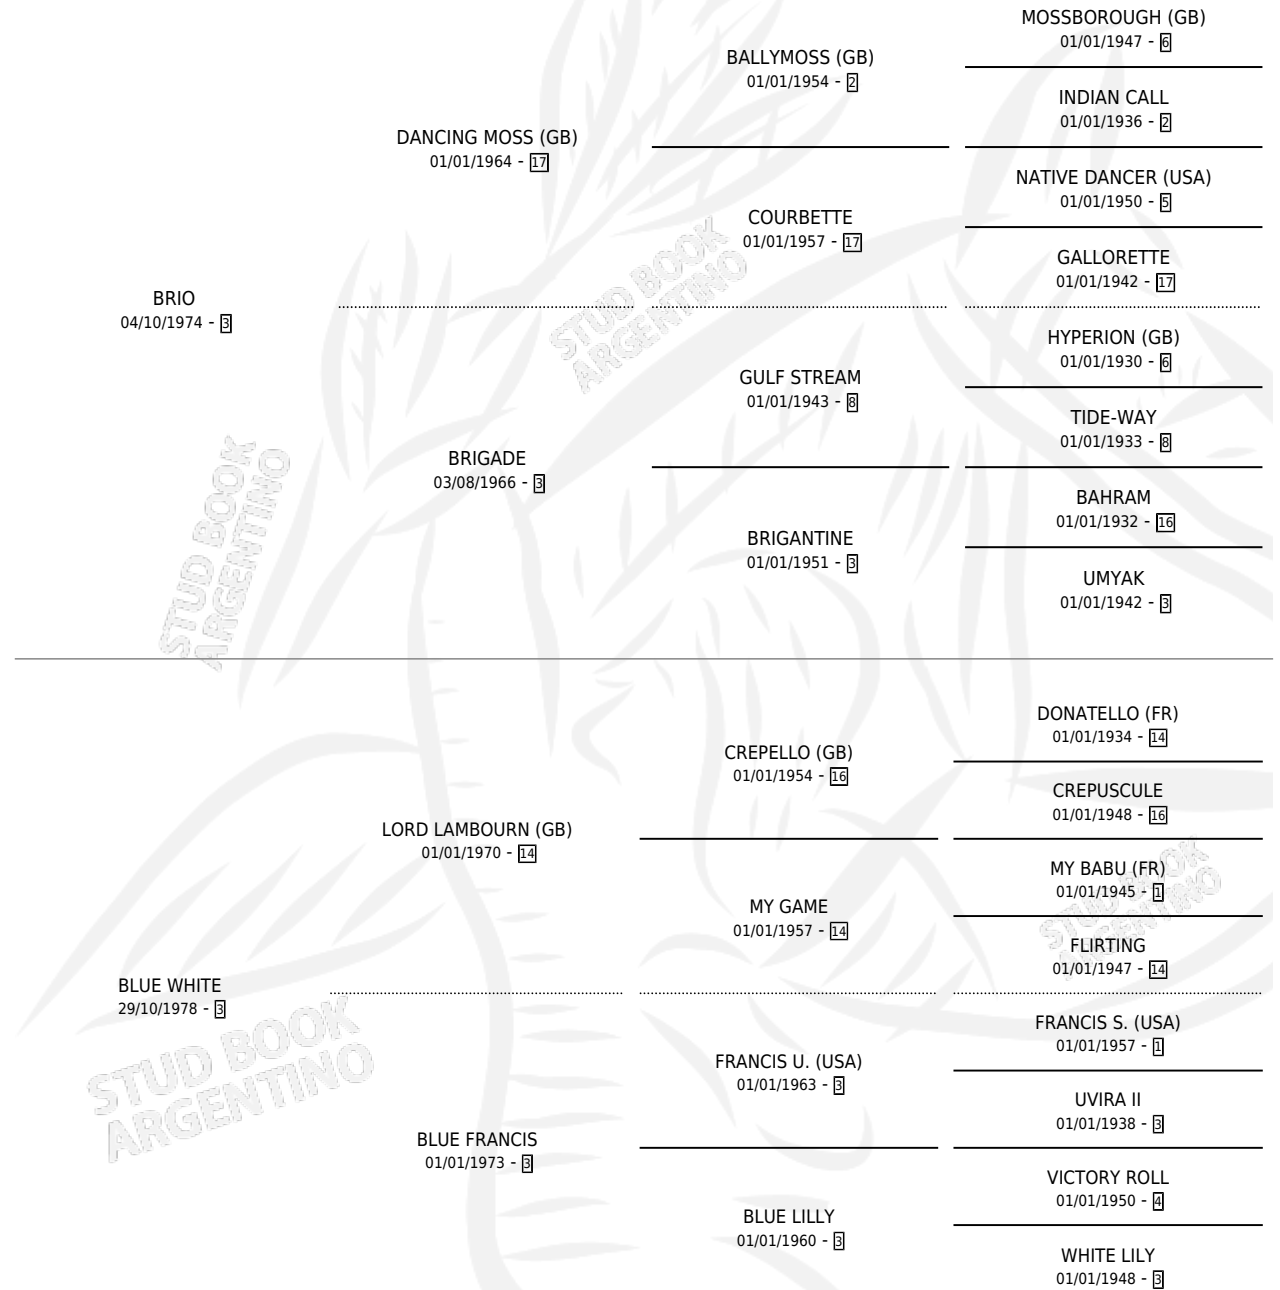 MOSSBOROUGH (GB)
01/01/1947 - 6
BALLYMOSS (GB)
01/01/1954 - 2
INDIAN CALL
01/01/1936 - 2
DANCING MOSS (GB)
01/01/1964 - 17
NATIVE DANCER (USA)
01/01/1950 - 5
COURBETTE
01/01/1957 - 17
GALLORETTE
01/01/1942 - 17
BRIO
04/10/1974 - 3
HYPERION (GB)
01/01/1930 - 6
GULF STREAM
01/01/1943 - 8
TIDE-WAY
01/01/1933 - 8
BRIGADE
03/08/1966 - 3
BAHRAM
01/01/1932 - 16
BRIGANTINE
01/01/1951 - 3
UMYAK
01/01/1942 - 3
DONATELLO (FR)
01/01/1934 - 14
CREPELLO (GB)
01/01/1954 - 16
CREPUSCULE
01/01/1948 - 16
LORD LAMBOURN (GB)
01/01/1970 - 14
MY BABU (FR)
01/01/1945 - 1
MY GAME
01/01/1957 - 14
FLIRTING
01/01/1947 - 14
BLUE WHITE
29/10/1978 - 3
FRANCIS S. (USA)
01/01/1957 - 1
FRANCIS U. (USA)
01/01/1963 - 3
UVIRA II
01/01/1938 - 3
BLUE FRANCIS
01/01/1973 - 3
VICTORY ROLL
01/01/1950 - 4
BLUE LILLY
01/01/1960 - 3
WHITE LILY
01/01/1948 - 3
STUD BOOK
ARGENTINO
STUD BOOK
ARGENTINO
STUD BOOK
ARGENTINO
STUD BOOK
ARGENTINO